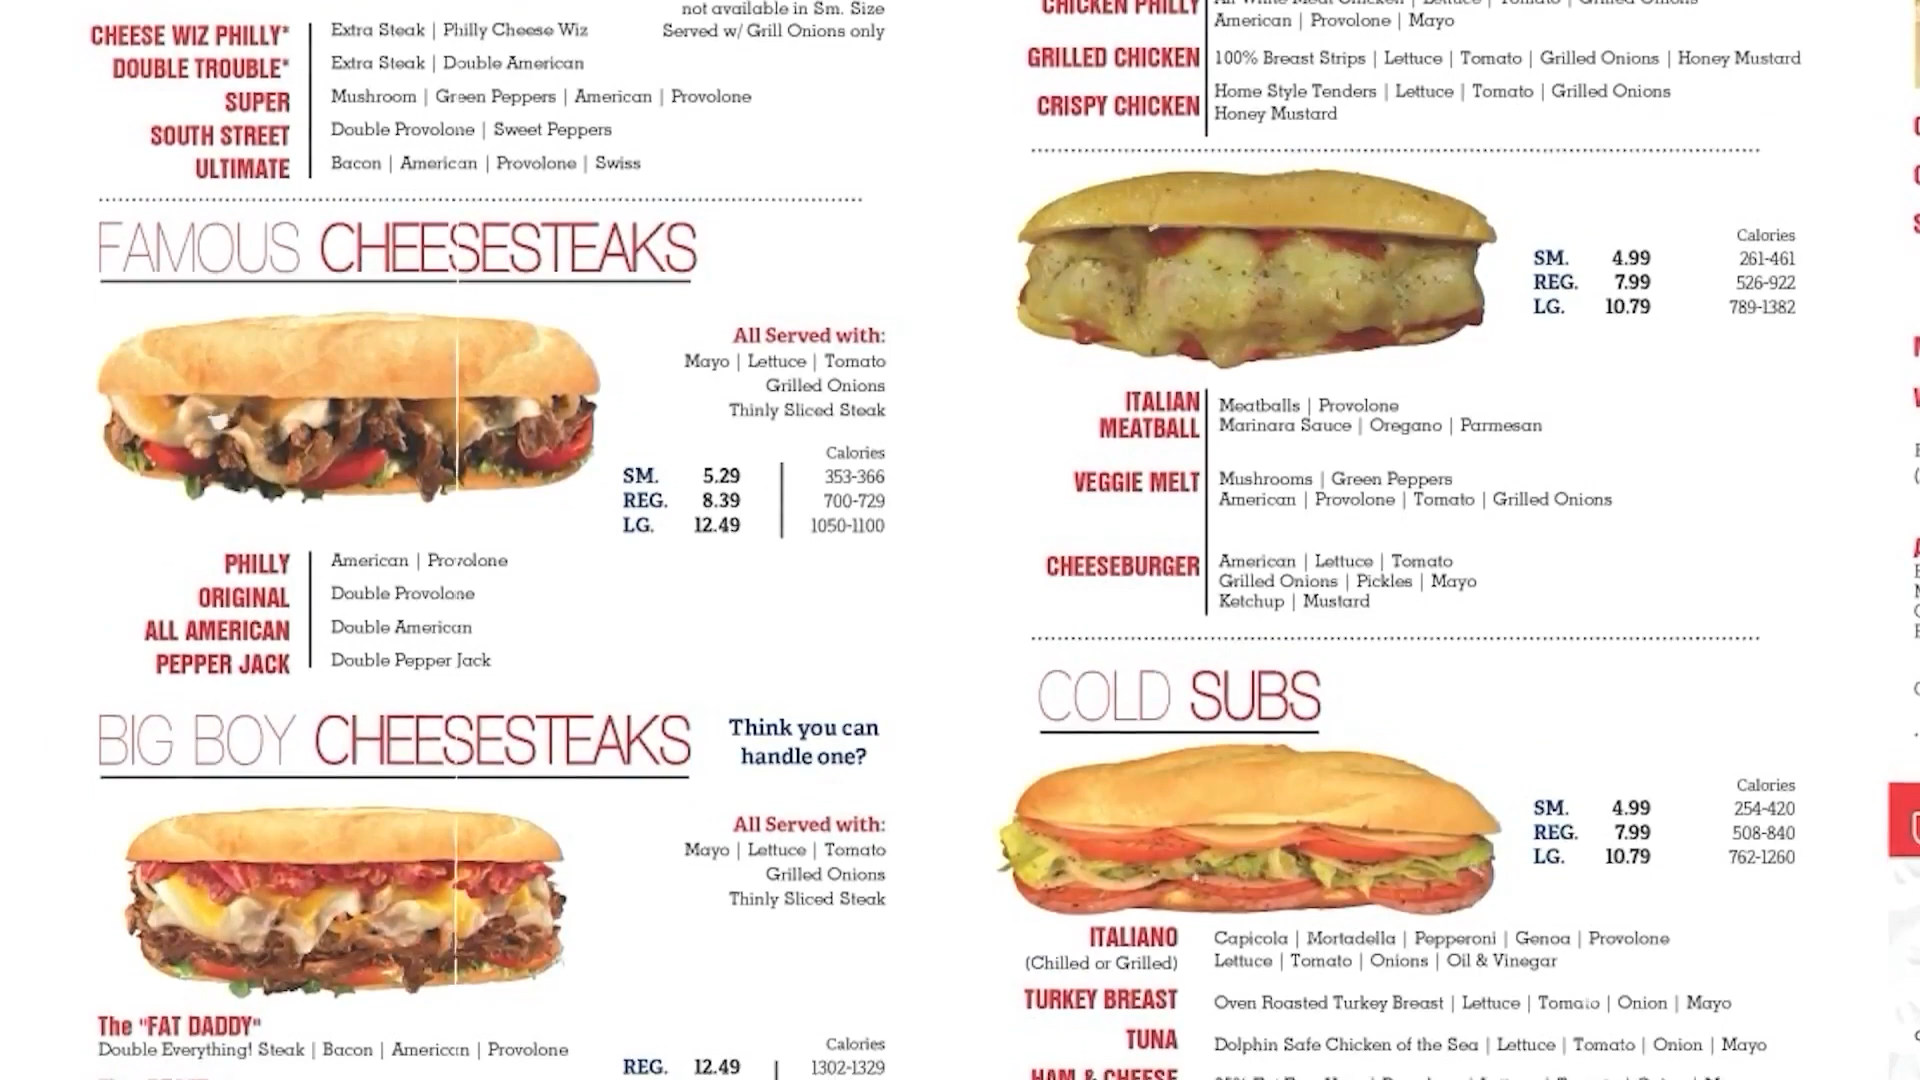 not available in Sm. Size
Served w/ Grill Onions only
CHEESE WIZ PHILLY* Extra Steak | Philly Cheese Wiz
DOUBLE TROUBLE* Extra Steak | Double American
SUPER Mushroom | Green Peppers | American | Provolone
SOUTH STREET Double Provolone | Sweet Peppers
ULTIMATE Bacon | American | Provolone | Swiss
FAMOUS CHEESESTEAKS
All Served with:
Mayo | Lettuce | Tomato
Grilled Onions
Thinly Sliced Steak
Calories
SM. 5.29 353-366
REG. 8.39 700-729
LG. 12.49 1050-1100
PHILLY American | Provolone
ORIGINAL Double Provolone
ALL AMERICAN Double American
PEPPER JACK Double Pepper Jack
BIG BOY CHEESESTEAKS
Think you can
handle one?
All Served with:
Mayo | Lettuce | Tomato
Grilled Onions
Thinly Sliced Steak
The "FAT DADDY"
Double Everything! Steak | Bacon | American | Provolone
Calories
REG. 12.49 1302-1329
CHICKEN PHILLY All White Meat Chicken | Lettuce | Tomato | Grilled Onions
American | Provolone | Mayo
GRILLED CHICKEN 100% Breast Strips | Lettuce | Tomato | Grilled Onions | Honey Mustard
CRISPY CHICKEN Home Style Tenders | Lettuce | Tomato | Grilled Onions
Honey Mustard
Calories
SM. 4.99 261-461
REG. 7.99 526-922
LG. 10.79 789-1382
ITALIAN
MEATBALL
Meatballs | Provolone
Marinara Sauce | Oregano | Parmesan
VEGGIE MELT Mushrooms | Green Peppers
American | Provolone | Tomato | Grilled Onions
CHEESEBURGER American | Lettuce | Tomato
Grilled Onions | Pickles | Mayo
Ketchup | Mustard
COLD SUBS
Calories
SM. 4.99 254-420
REG. 7.99 508-840
LG. 10.79 762-1260
ITALIANO Capicola | Mortadella | Pepperoni | Genoa | Provolone
(Chilled or Grilled) Lettuce | Tomato | Onions | Oil & Vinegar
TURKEY BREAST Oven Roasted Turkey Breast | Lettuce | Tomato | Onion | Mayo
TUNA Dolphin Safe Chicken of the Sea | Lettuce | Tomato | Onion | Mayo
HAM & CHEESE